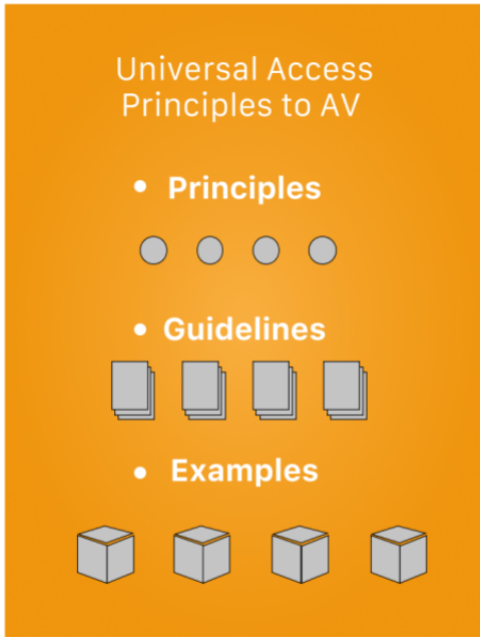 Universal Access
Principles to AV
• Principles
• Guidelines
• Examples